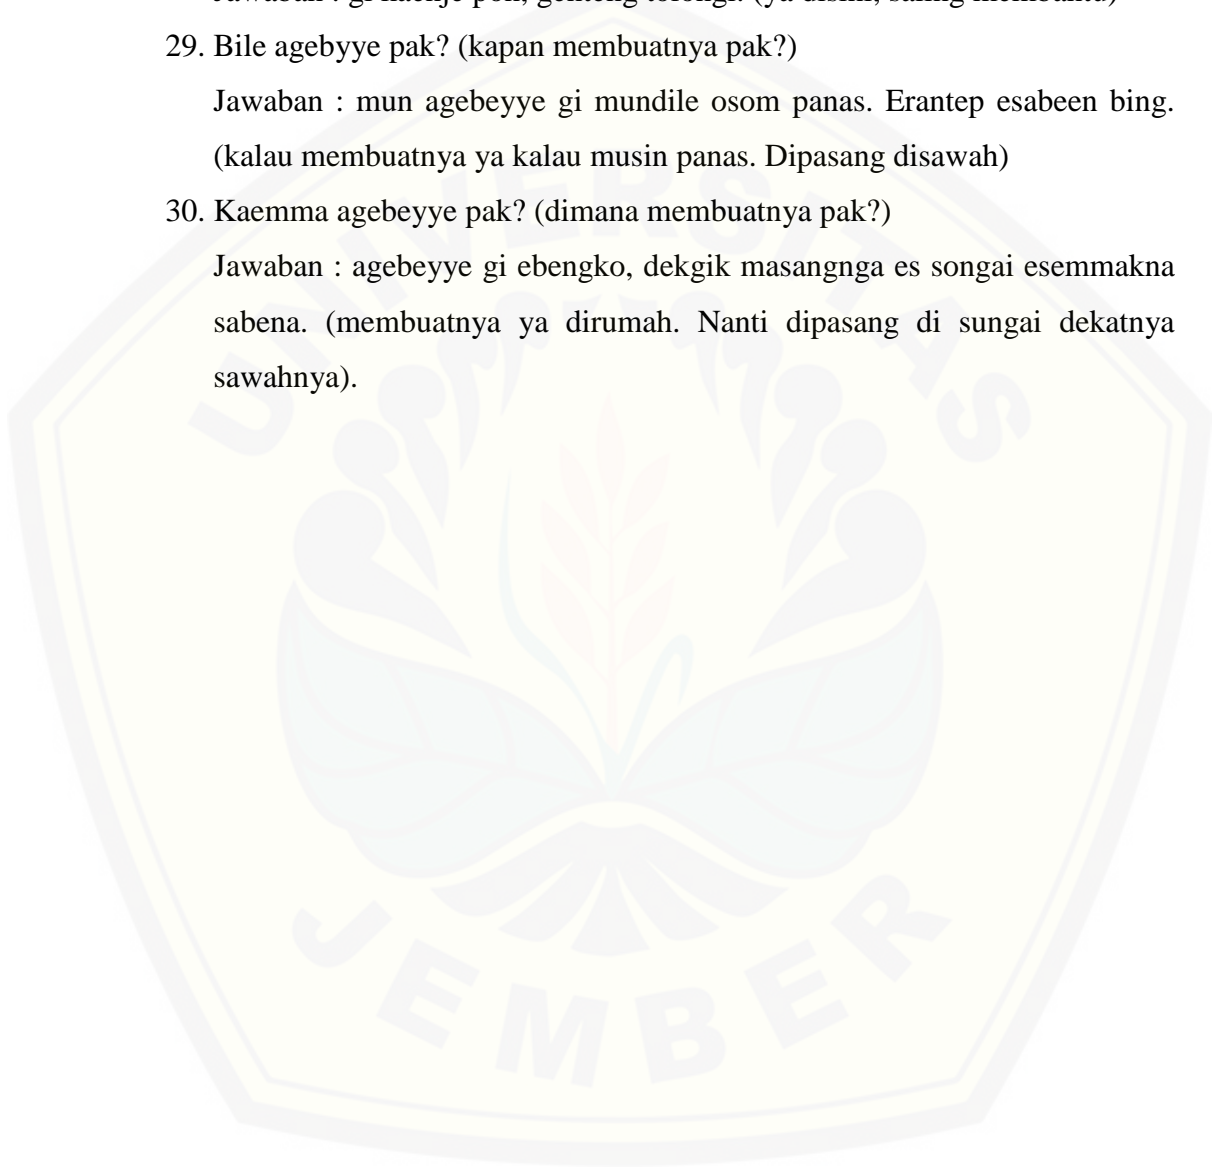 29. Bile agebyye pak? (kapan membuatnya pak?)
Jawaban : mun agebeyye gi mundile osom panas. Erantep esabeen bing.
(kalau membuatnya ya kalau musin panas. Dipasang disawah)
30. Kaemma agebeyye pak? (dimana membuatnya pak?)
Jawaban : agebeyye gi ebengko, dekgik masangnga es songai esemmakna
sabena. (membuatnya ya dirumah. Nanti dipasang di sungai dekatnya
sawahnya).
UNIVERSITAS
JEMBER